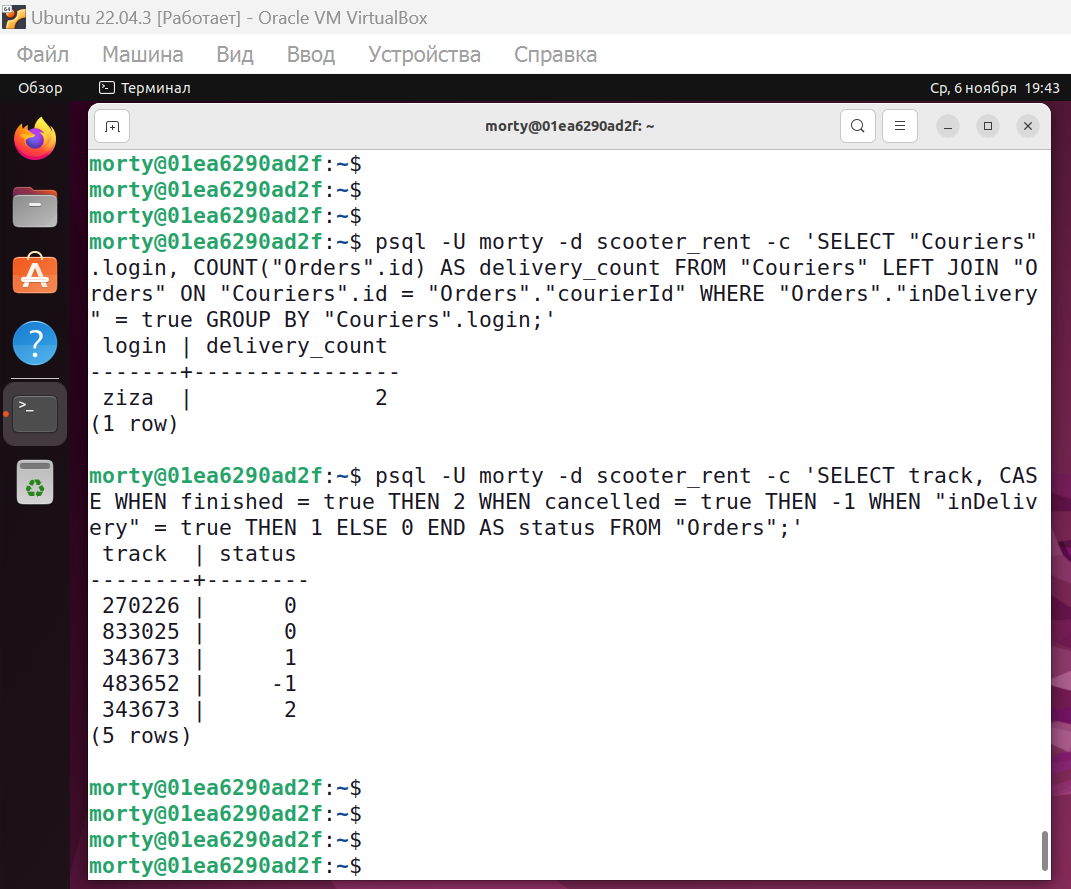 Ubuntu 22.04.3 [Работает] - Oracle VM VirtualBox
Файл Машина Вид Ввод Устройства Справка
Обзор Терминал Ср, 6 ноября 19:43
morty@01ea6290ad2f: ~
morty@01ea6290ad2f:~$
morty@01ea6290ad2f:~$
morty@01ea6290ad2f:~$
morty@01ea6290ad2f:~$ psql -U morty -d scooter_rent -c 'SELECT "Couriers"
.login, COUNT("Orders".id) AS delivery_count FROM "Couriers" LEFT JOIN "O
rders" ON "Couriers".id = "Orders"."courierId" WHERE "Orders"."inDelivery
" = true GROUP BY "Couriers".login;'
login | delivery_count
-------+----------------
ziza | 2
(1 row)
morty@01ea6290ad2f:~$ psql -U morty -d scooter_rent -c 'SELECT track, CAS
E WHEN finished = true THEN 2 WHEN cancelled = true THEN -1 WHEN "inDeliv
ery" = true THEN 1 ELSE 0 END AS status FROM "Orders";'
track | status
--------+--------
270226 | 0
833025 | 0
343673 | 1
483652 | -1
343673 | 2
(5 rows)
morty@01ea6290ad2f:~$
morty@01ea6290ad2f:~$
morty@01ea6290ad2f:~$
morty@01ea6290ad2f:~$